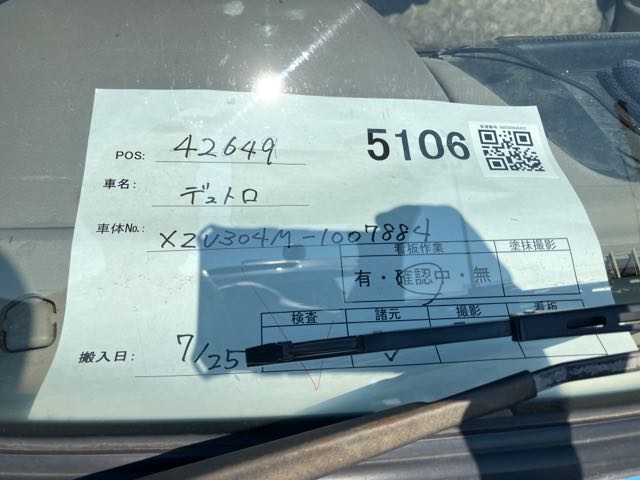 POS: 42649
5106
車名: デュトロ
車体No.: XZU304M-1007884
看板作業 塗抹撮影
有・確認中・無
検査 諸元 撮影 看板
搬入日: 7/25